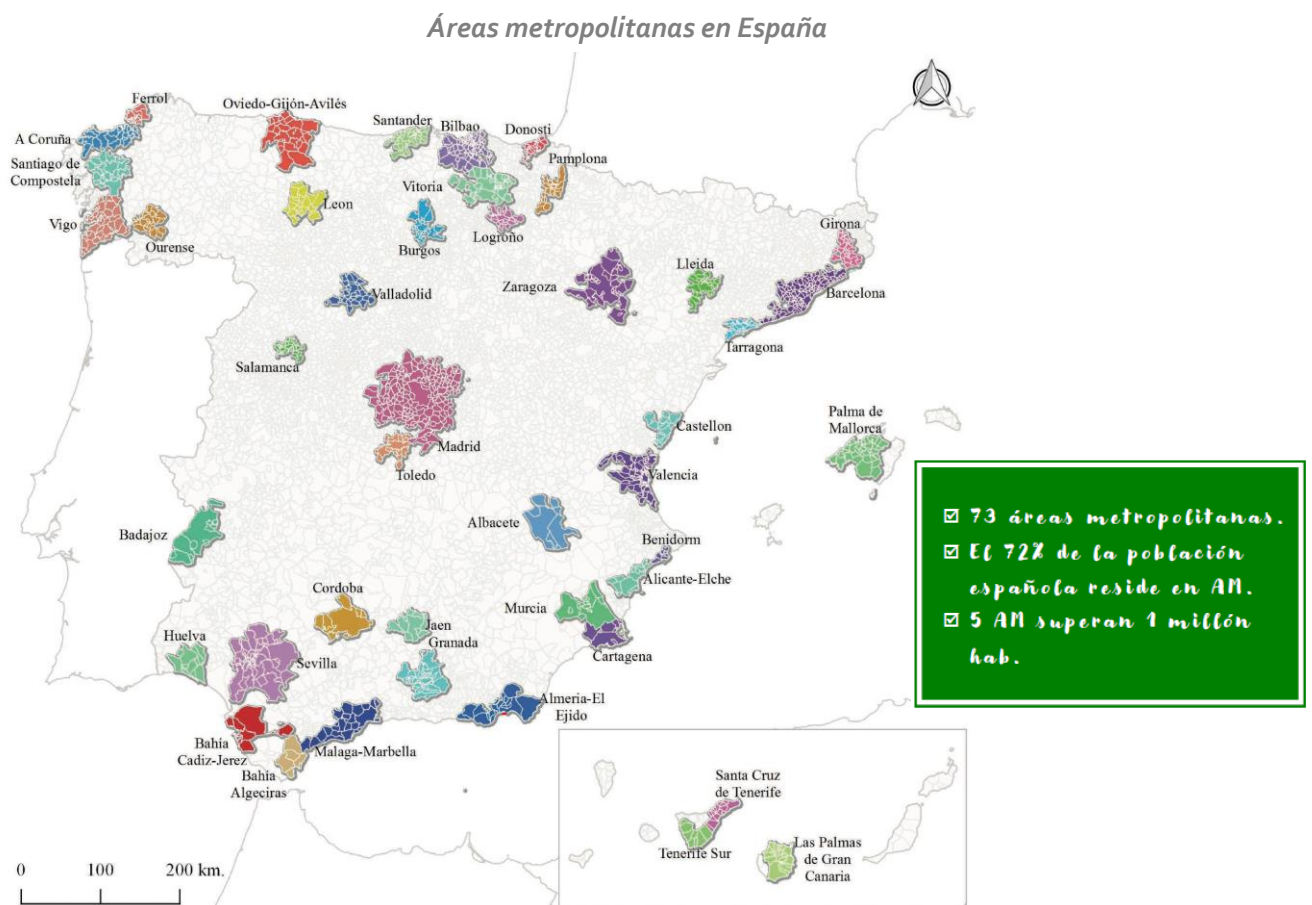 Áreas metropolitanas en España
Ferrol
Oviedo-Gijón-Avilés
A Coruña
Santander
Bilbao
Donosti
Santiago de
Compostela
Pamplona
Vitoria
Leon
Vigo
Ourense
Burgos
Logroño
Girona
Lleida
Zaragoza
Barcelona
Valladolid
Tarragona
Salamanca
Palma de
Mallorca
Castellon
Madrid
Toledo
Valencia
Badajoz
Albacete
Benidorm
Alicante-Elche
Cordoba
Murcia
Jaen
Huelva
Granada
Sevilla
Cartagena
Almeria-El
Ejido
Bahía
Cadiz-Jerez
Malaga-Marbella
Bahía
Algeciras
☑ 73 áreas metropolitanas.
☑ El 72% de la población
española reside en AM.
☑ 5 AM superan 1 millón
hab.
Santa Cruz
de Tenerife
Tenerife Sur
Las Palmas
de Gran
Canaria
0 100 200 km.